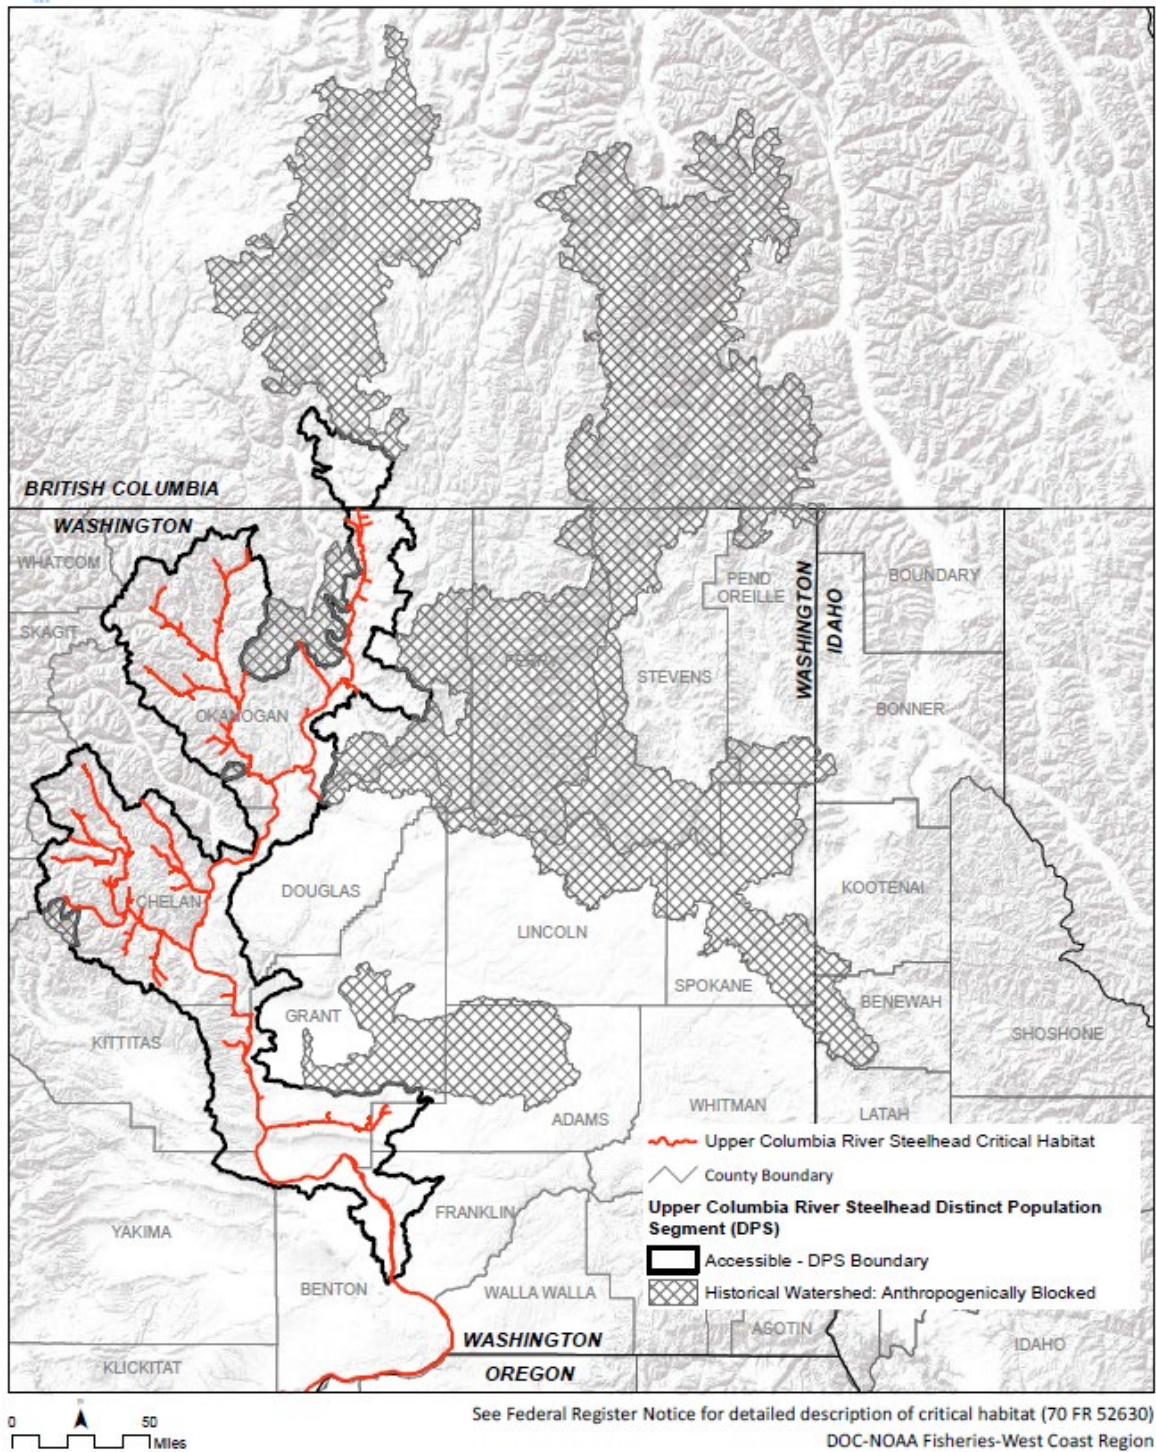 BRITISH COLUMBIA
WASHINGTON
WHATCOM
SKAGIT
PEND
OREILLE
WASHINGTON
IDAHO
BOUNDARY
FERRY
STEVENS
OKANOGAN
BONNER
CHELAN
DOUGLAS
KOOTENAI
LINCOLN
SPOKANE
BENEWAH
GRANT
KITTITAS
SHOSHONE
ADAMS
WHITMAN
LATAH
Upper Columbia River Steelhead Critical Habitat
County Boundary
Upper Columbia River Steelhead Distinct Population
Segment (DPS)
Accessible - DPS Boundary
Historical Watershed: Anthropogenically Blocked
YAKIMA
FRANKLIN
BENTON
WALLA WALLA
ASOTIN
IDAHO
WASHINGTON
OREGON
KLICKITAT
0 50
Miles
See Federal Register Notice for detailed description of critical habitat (70 FR 52630)
DOC-NOAA Fisheries-West Coast Region